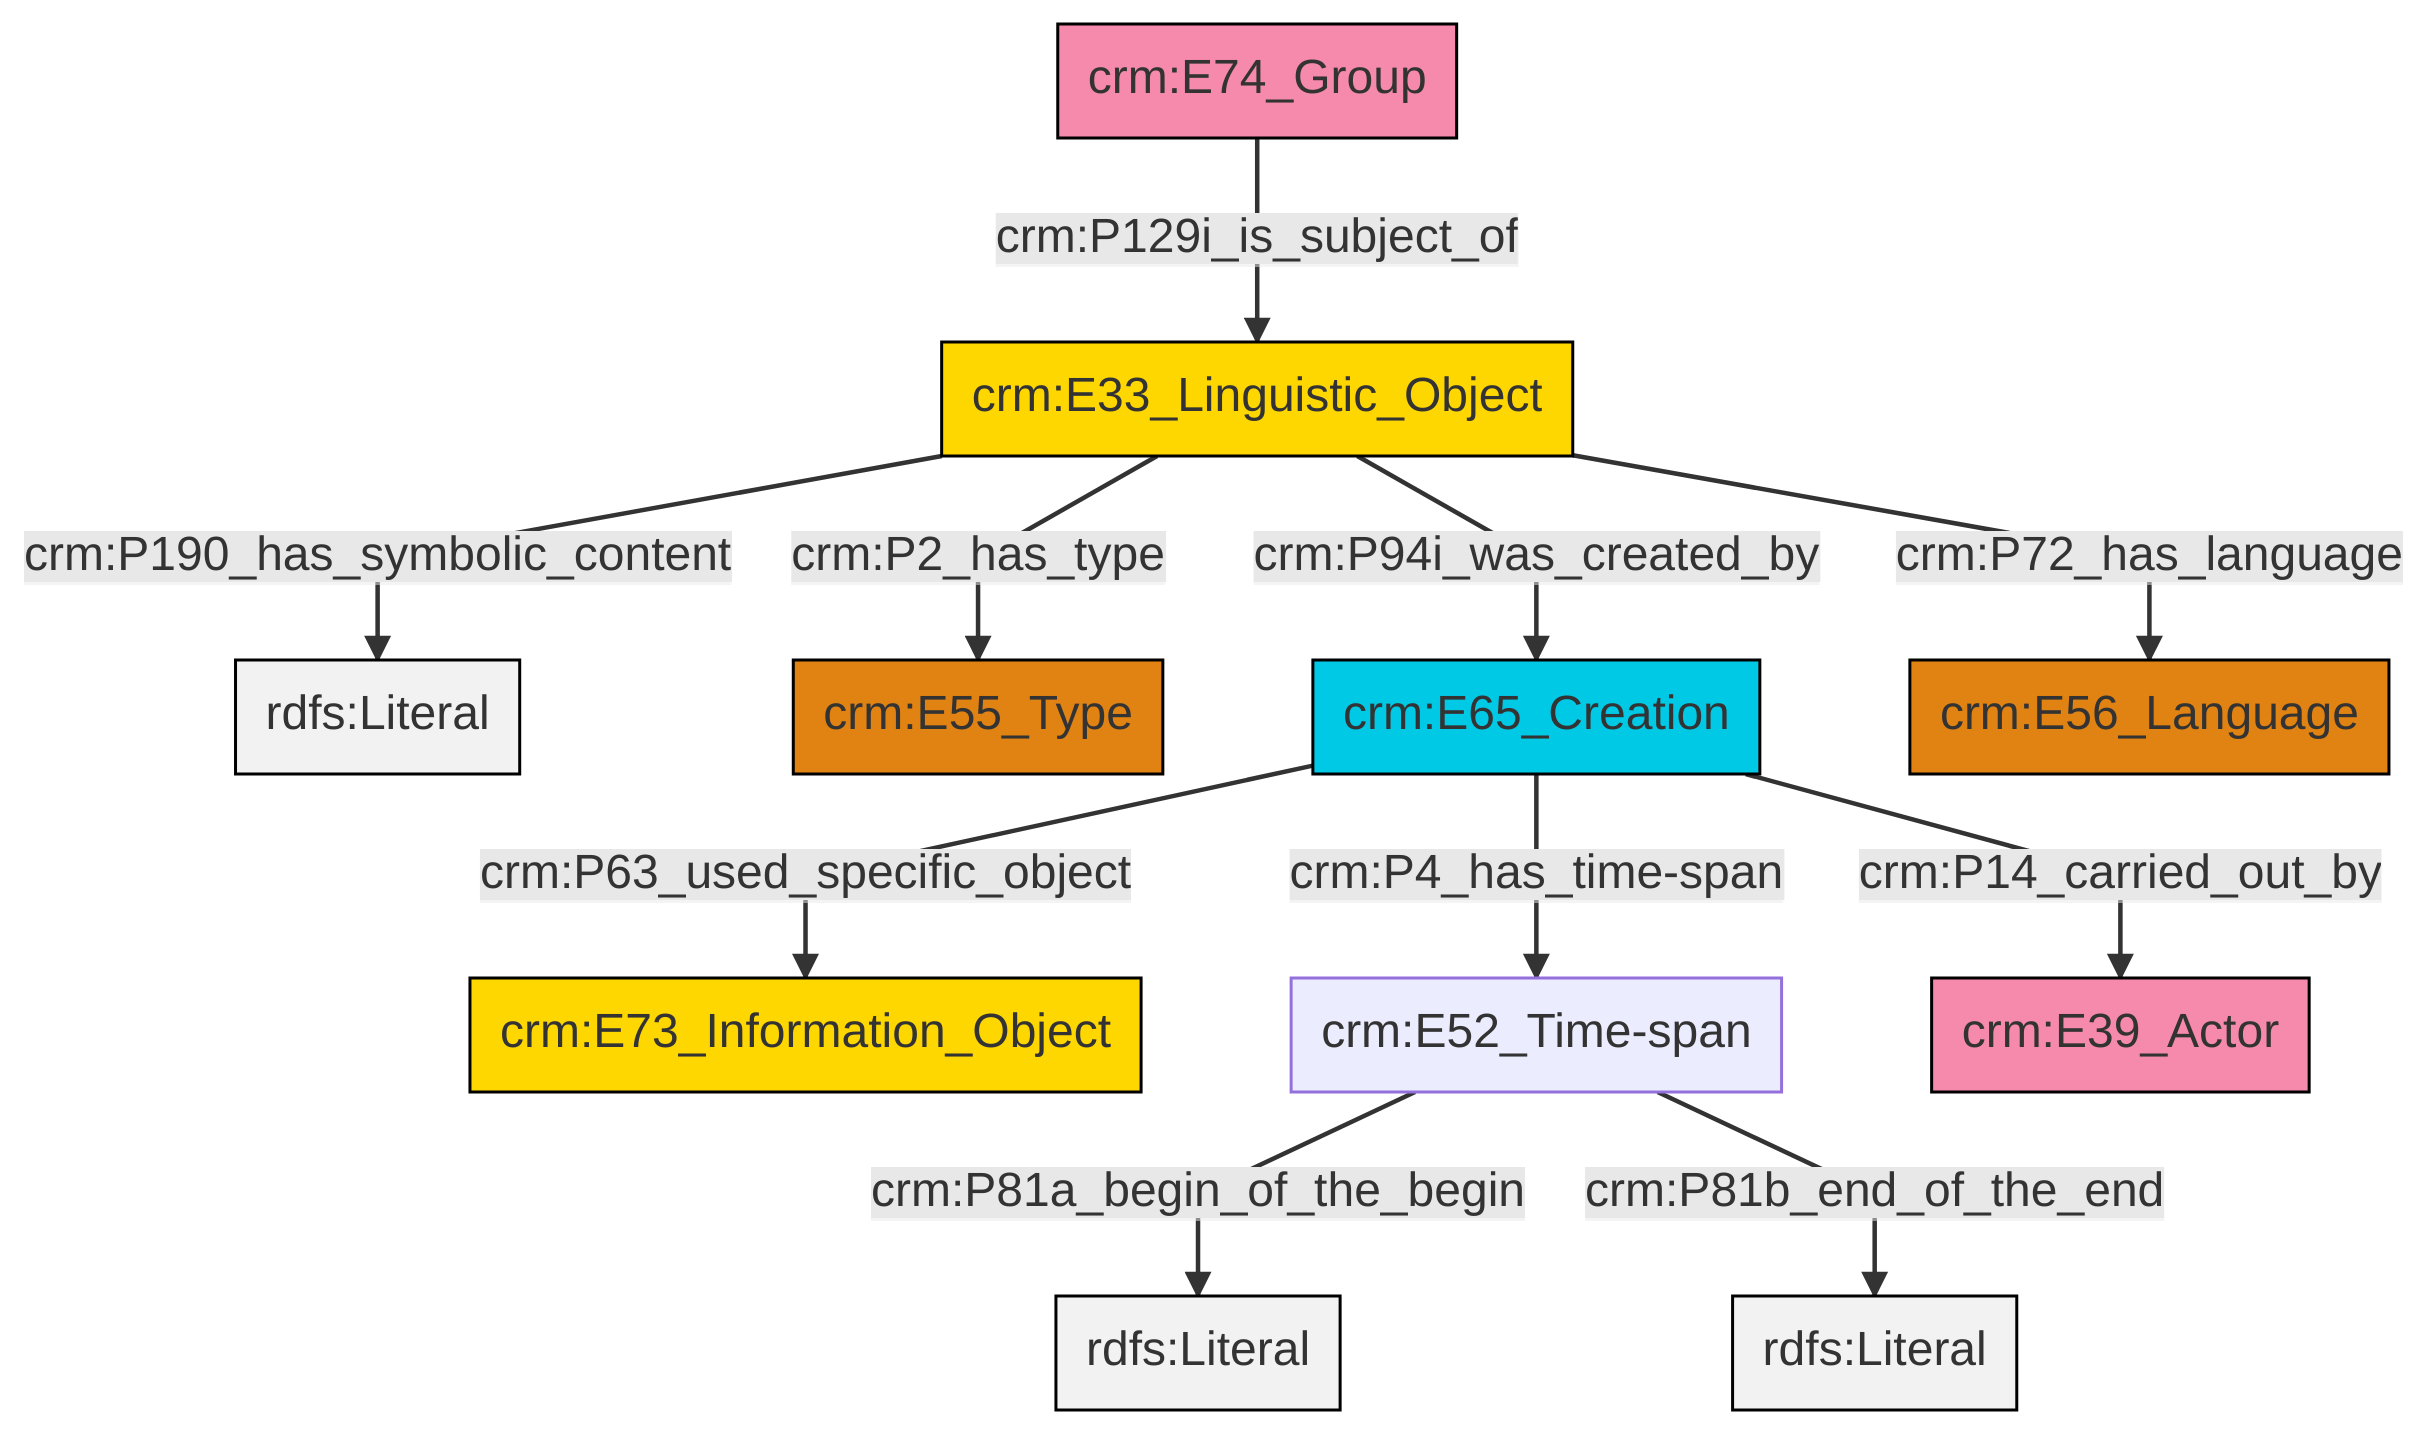 crm:E74_Group
crm:P129i_is_subject_of
crm:E33_Linguistic_Object
crm:P190_has_symbolic_content
crm:P2_has_type
crm:P94i_was_created_by
crm:P72_has_language
rdfs:Literal
crm:E55_Type
crm:E65_Creation
crm:E56_Language
crm:P63_used_specific_object
crm:P4_has_time-span
crm:P14_carried_out_by
crm:E73_Information_Object
crm:E52_Time-span
crm:E39_Actor
crm:P81a_begin_of_the_begin
crm:P81b_end_of_the_end
rdfs:Literal
rdfs:Literal